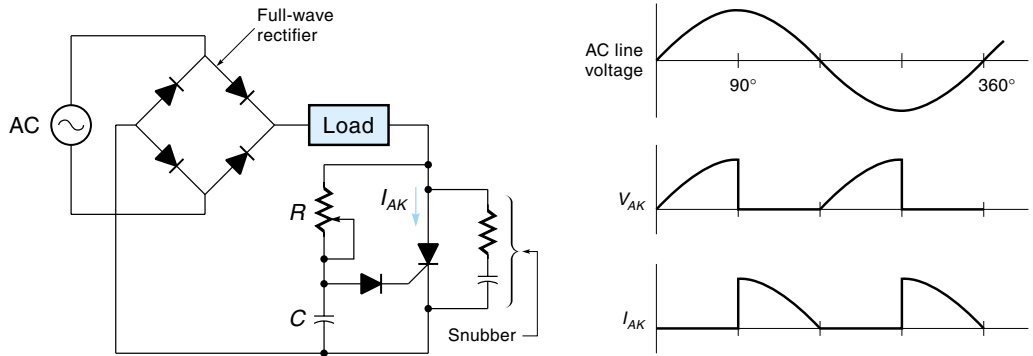 Full-wave
rectifier
AC
Load
R
I_AK
C
Snubber
AC line
voltage
90°
360°
V_AK
I_AK